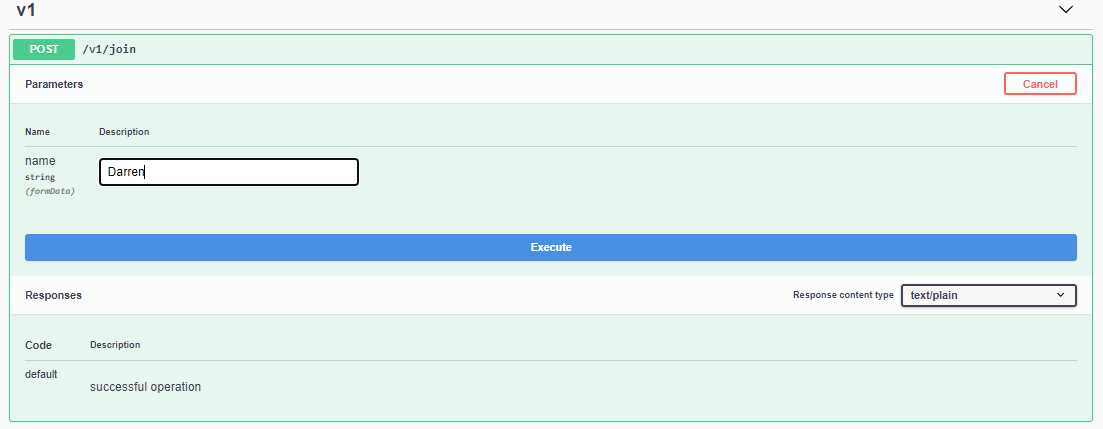 v1
POST /v1/join
Parameters Cancel
Name Description
name
string
(formData)
Darren
Execute
Responses Response content type text/plain
Code Description
default
successful operation